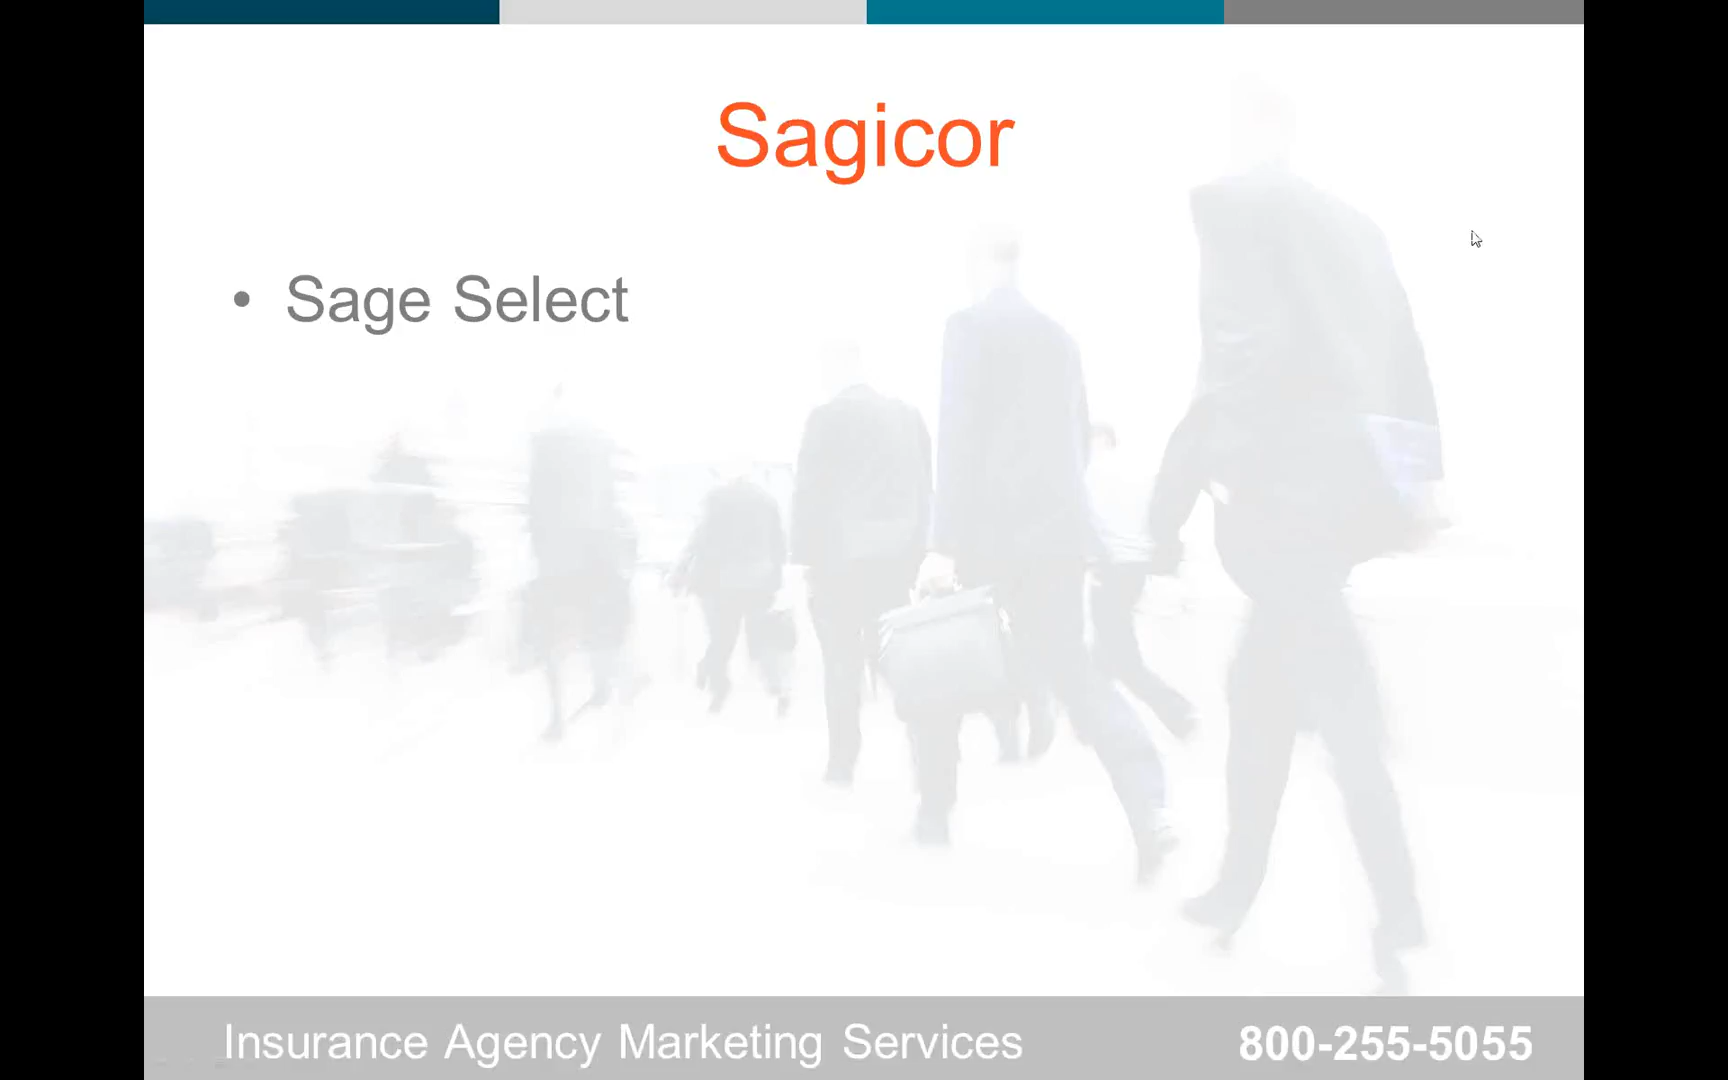 Sagicor
• Sage Select
Insurance Agency Marketing Services 800-255-5055